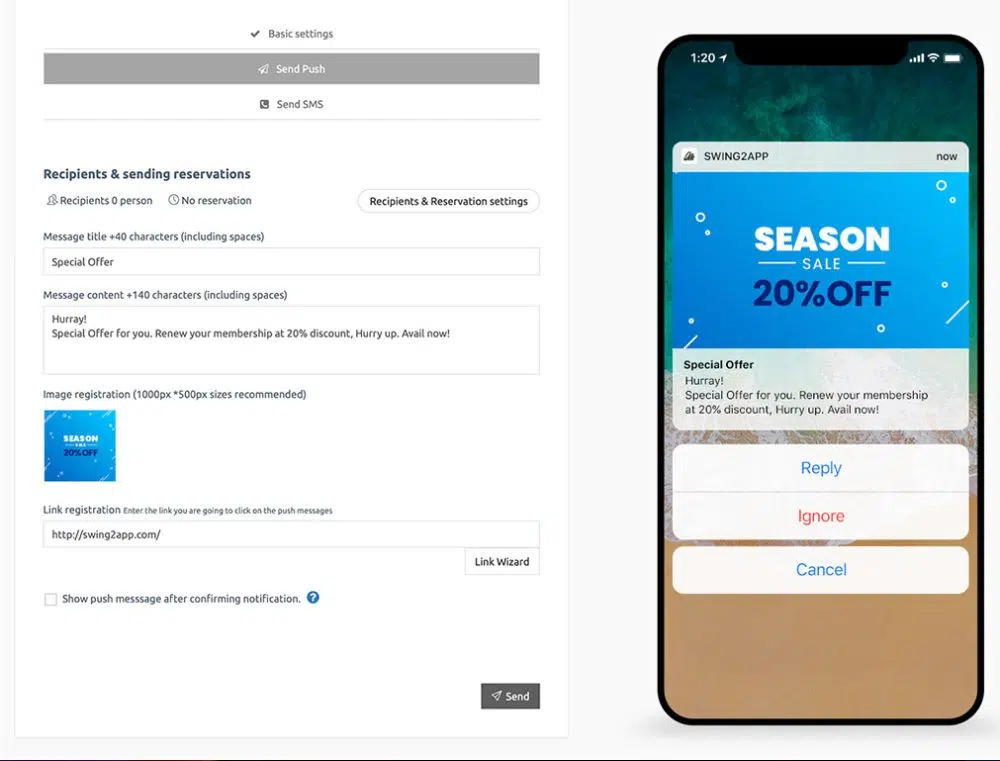 Basic settings
Send Push
Send SMS
Recipients & sending reservations
Recipients 0 person
No reservation
Recipients & Reservation settings
Message title +40 characters (including spaces)
Special Offer
Message content +140 characters (including spaces)
Hurray!
Special Offer for you. Renew your membership at 20% discount, Hurry up. Avail now!
Image registration (1000px *500px sizes recommended)
SEASON
SALE
20%OFF
Link registration Enter the link you are going to click on the push messages
http://swing2app.com/
Link Wizard
Show push messsage after confirming notification.
?
Send
1:20
SWING2APP
now
SEASON
SALE
20%OFF
Special Offer
Hurray!
Special Offer for you. Renew your membership
at 20% discount, Hurry up. Avail now!
Reply
Ignore
Cancel